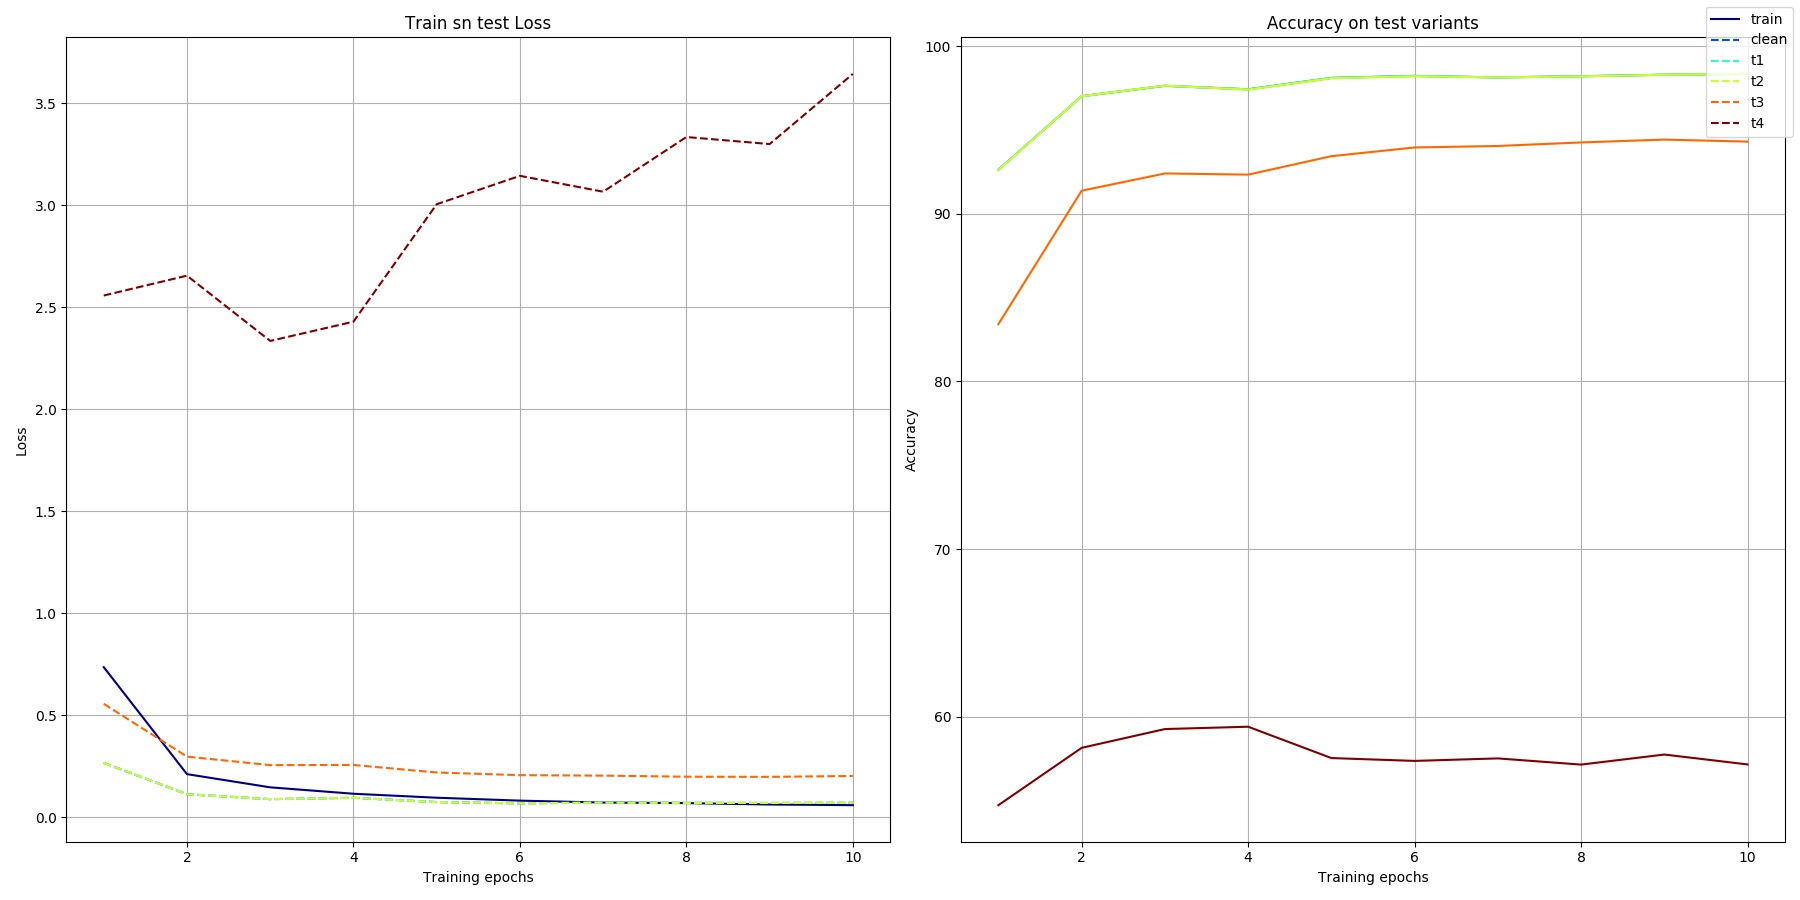 Train sn test Loss
Loss
3.5
3.0
2.5
2.0
1.5
1.0
0.5
0.0
2 4 6 8 10
Training epochs
Accuracy on test variants
Accuracy
100
90
80
70
60
2 4 6 8 10
Training epochs
train
clean
t1
t2
t3
t4